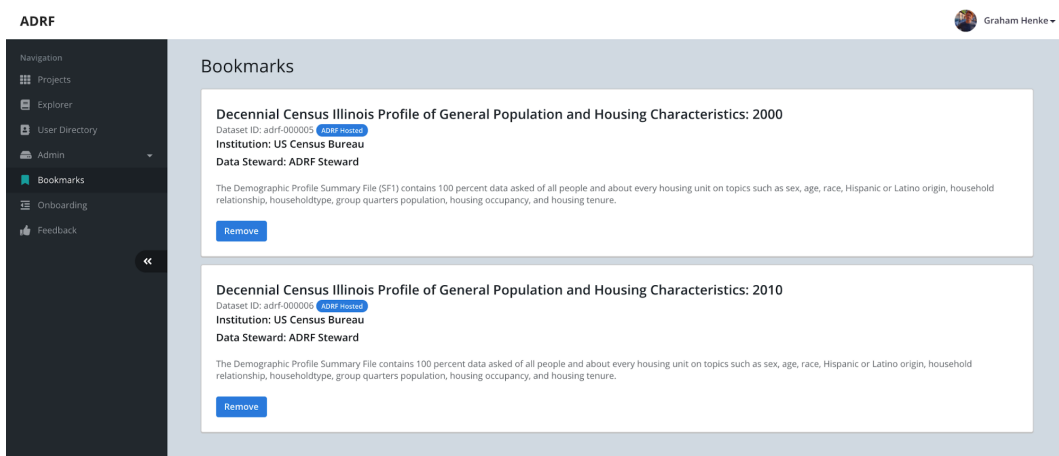 ADRF
Graham Henke
Navigation
Projects
Explorer
User Directory
Admin
Bookmarks
Onboarding
Feedback
Bookmarks
Decennial Census Illinois Profile of General Population and Housing Characteristics: 2000
Dataset ID: adrf-000005 ADRF Hosted
Institution: US Census Bureau
Data Steward: ADRF Steward
The Demographic Profile Summary File (SF1) contains 100 percent data asked of all people and about every housing unit on topics such as sex, age, race, Hispanic or Latino origin, household
relationship, householdtype, group quarters population, housing occupancy, and housing tenure.
Remove
Decennial Census Illinois Profile of General Population and Housing Characteristics: 2010
Dataset ID: adrf-000006 ADRF Hosted
Institution: US Census Bureau
Data Steward: ADRF Steward
The Demographic Profile Summary File contains 100 percent data asked of all people and about every housing unit on topics such as sex, age, race, Hispanic or Latino origin, household
relationship, householdtype, group quarters population, housing occupancy, and housing tenure.
Remove